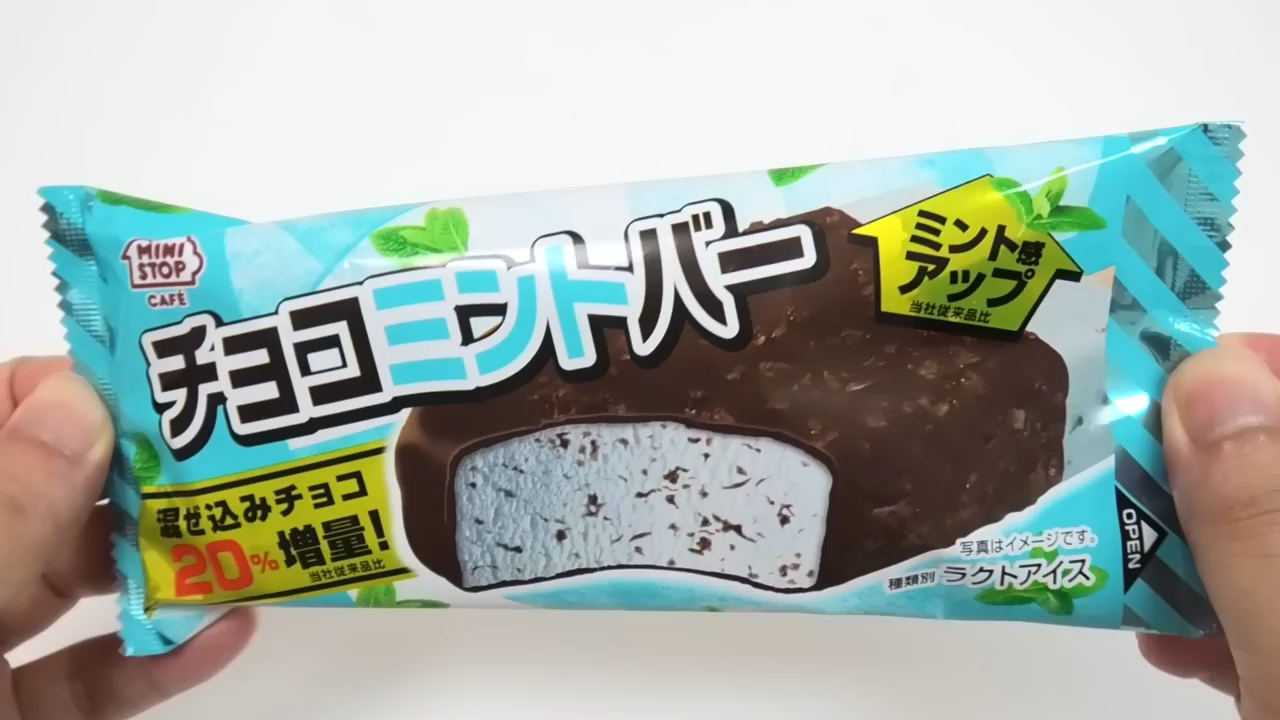 MINI
STOP
CAFÉ
チョコミントバー
ミント感
アップ
当社従来品比
混ぜ込みチョコ
20%増量!
当社従来品比
写真はイメージです。
種類別 ラクトアイス
OPEN